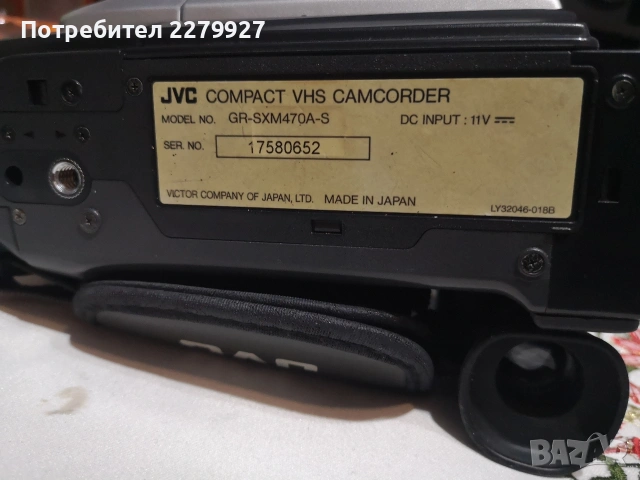 Потребител 2279927
JVC COMPACT VHS CAMCORDER
MODEL NO. GR-SXM470A-S DC INPUT : 11V
SER. NO. 17580652
VICTOR COMPANY OF JAPAN, LTD. MADE IN JAPAN
LY32046-018B
JVC
BAZAR